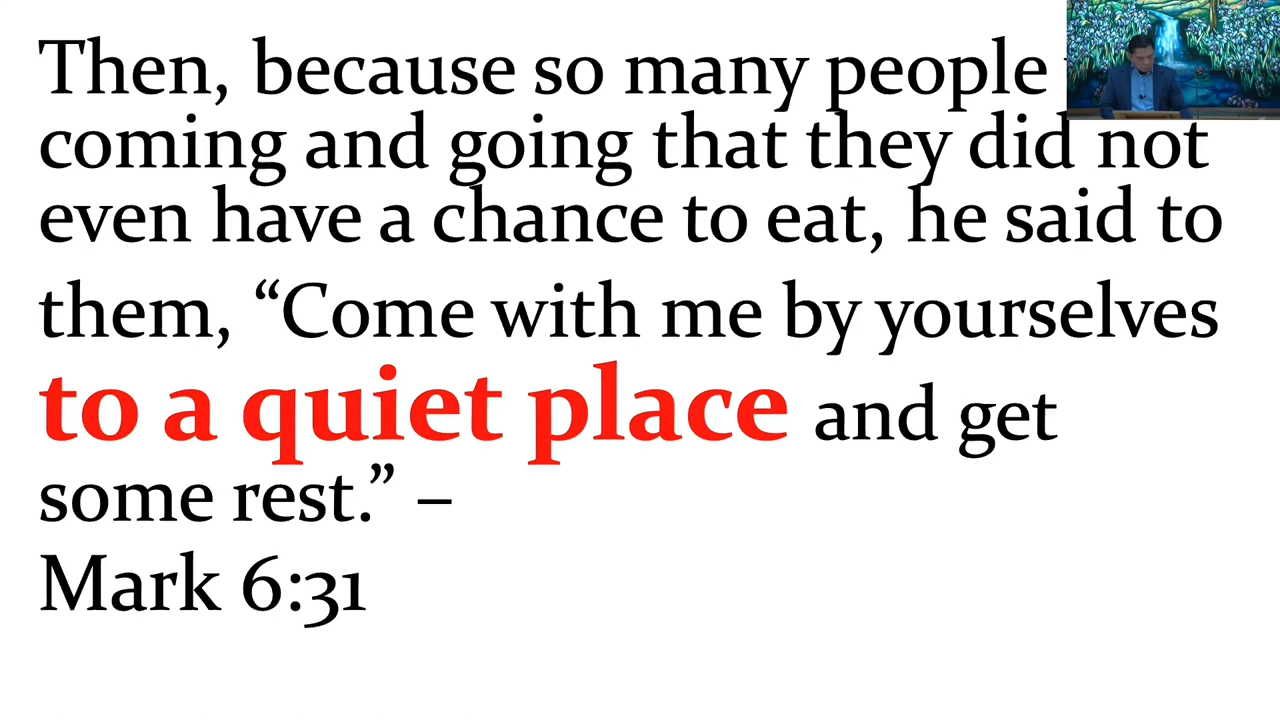 Then, because so many people
coming and going that they did not
even have a chance to eat, he said to
them, “Come with me by yourselves
to a quiet place and get
some rest.” –
Mark 6:31